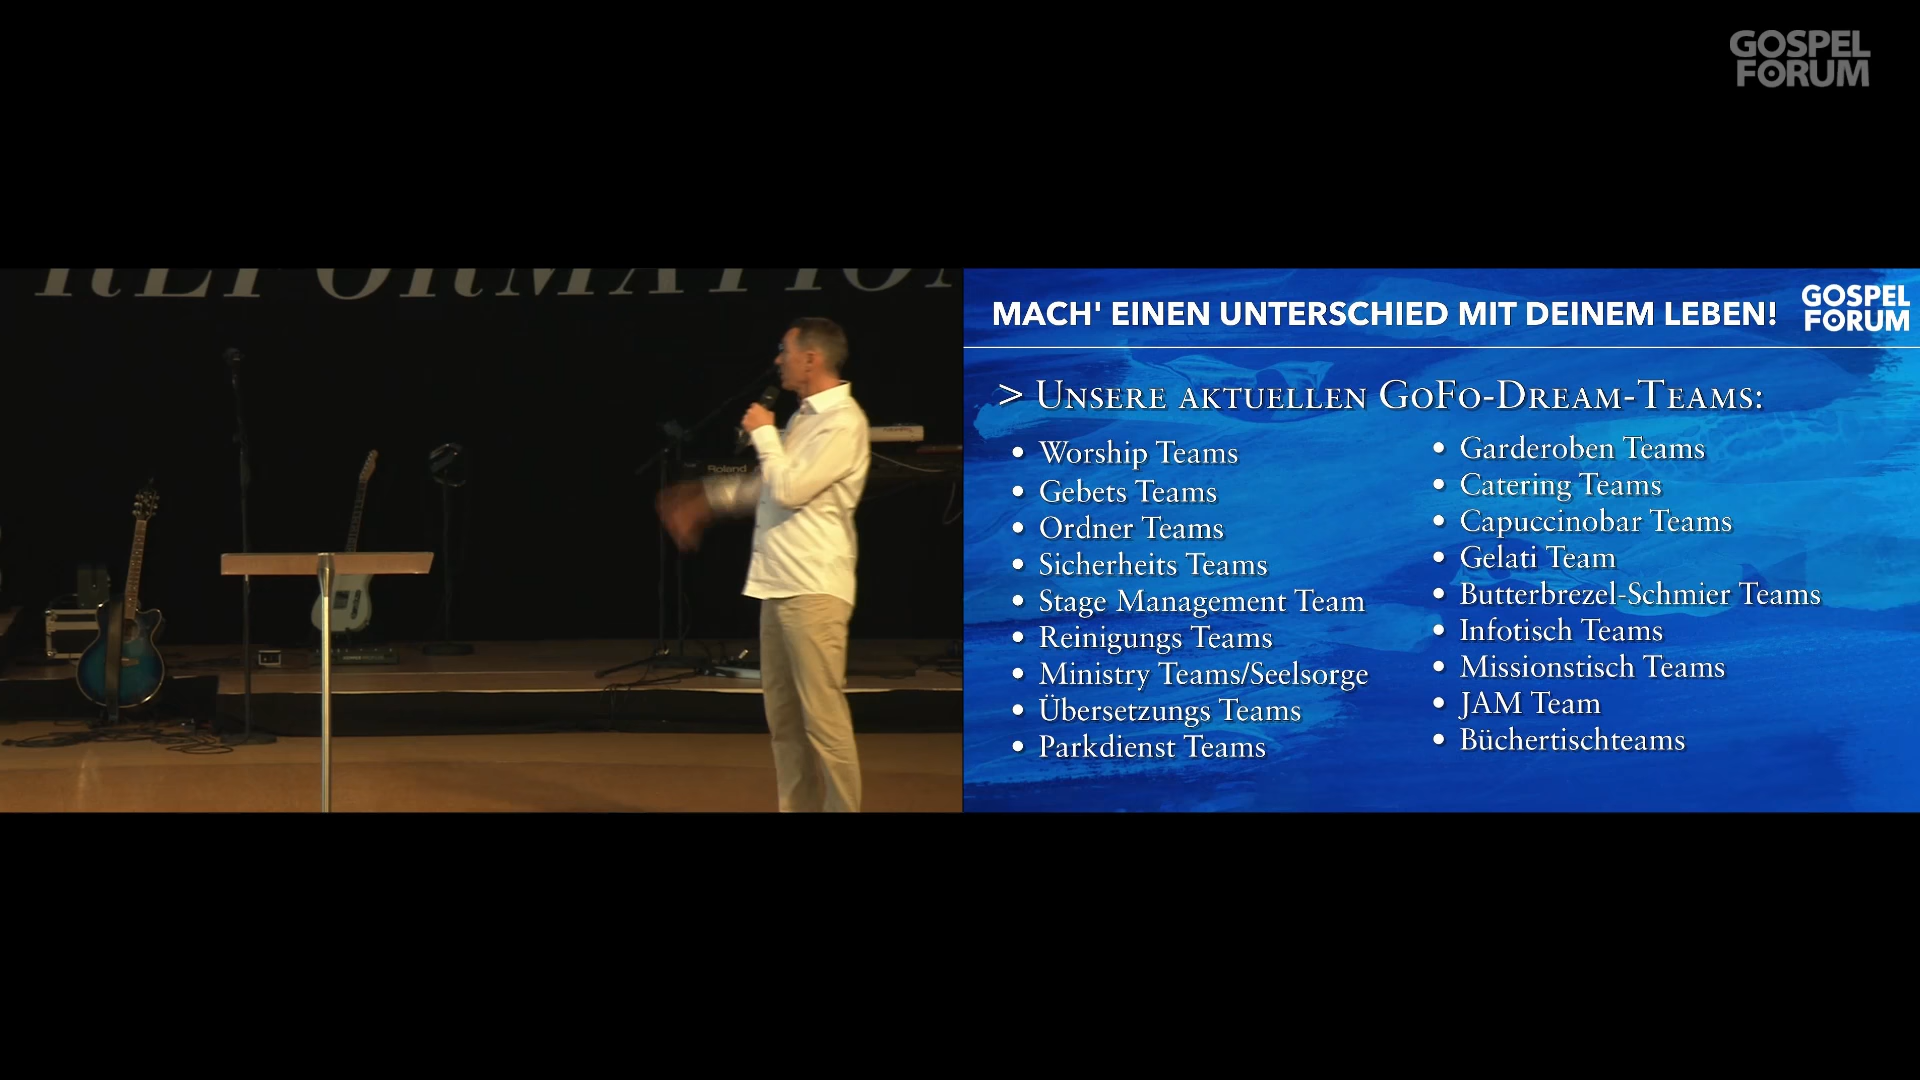 GOSPEL
FORUM
REFORMATION
Roland
MACH' EINEN UNTERSCHIED MIT DEINEM LEBEN!
GOSPEL
FORUM
> UNSERE AKTUELLEN GOFO-DREAM-TEAMS:
• Worship Teams
• Gebets Teams
• Ordner Teams
• Sicherheits Teams
• Stage Management Team
• Reinigungs Teams
• Ministry Teams/Seelsorge
• Übersetzungs Teams
• Parkdienst Teams
• Garderoben Teams
• Catering Teams
• Capuccinobar Teams
• Gelati Team
• Butterbrezel-Schmier Teams
• Infotisch Teams
• Missionstisch Teams
• JAM Team
• Büchertischteams